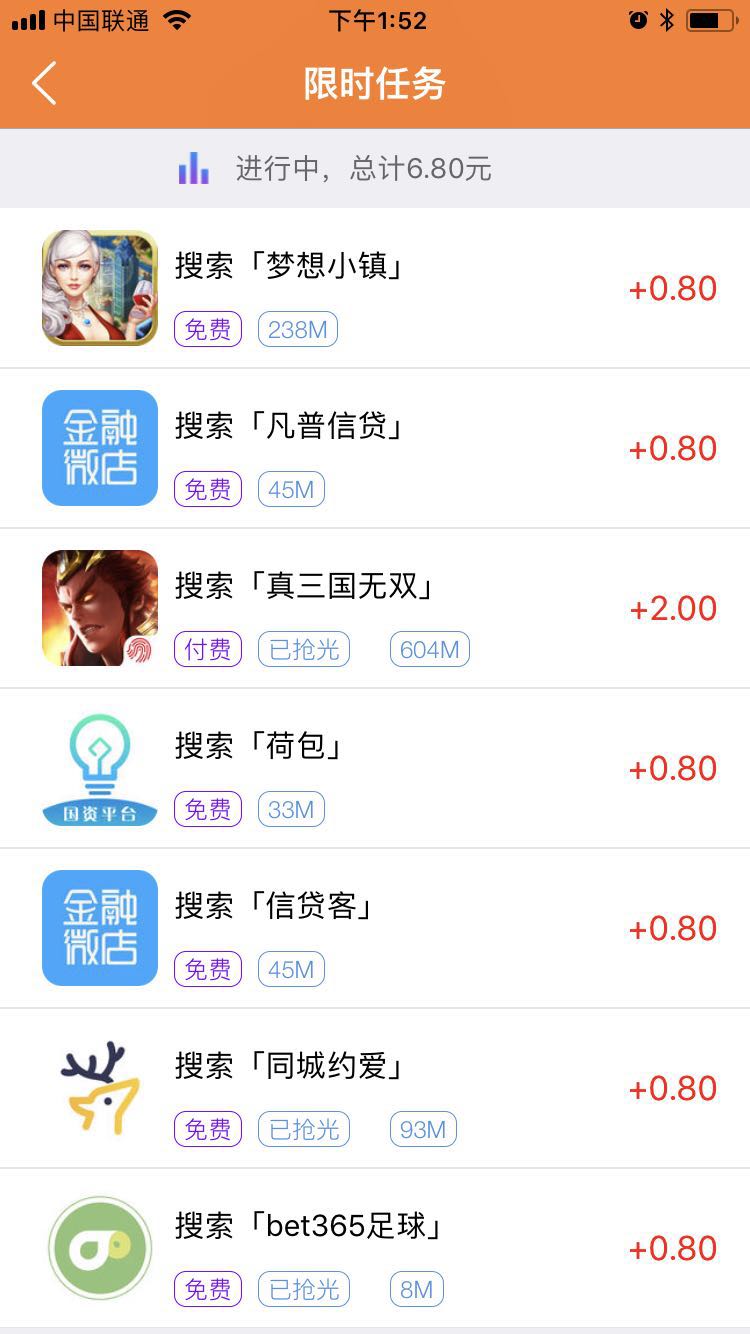 中国联通 下午1:52
限时任务
进行中，总计6.80元
搜索「梦想小镇」
+0.80
免费 238M
金融
微店
搜索「凡普信贷」
+0.80
免费 45M
搜索「真三国无双」
+2.00
付费 已抢光 604M
国资平台
搜索「荷包」
+0.80
免费 33M
金融
微店
搜索「信贷客」
+0.80
免费 45M
搜索「同城约爱」
+0.80
免费 已抢光 93M
搜索「bet365足球」
+0.80
免费 已抢光 8M